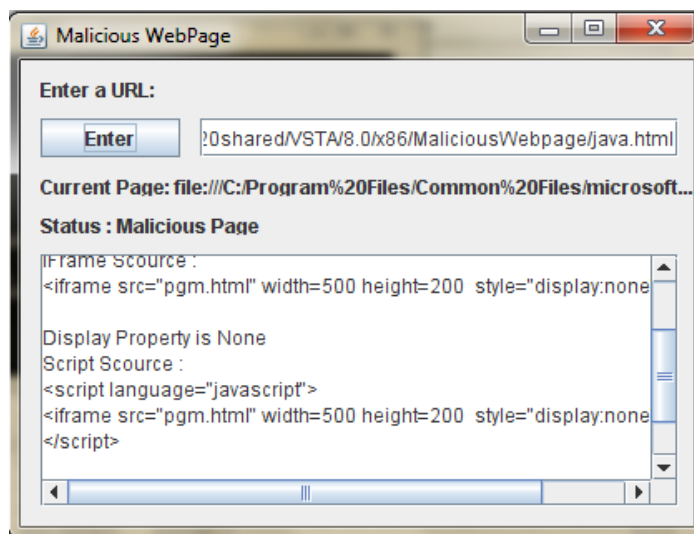 Malicious WebPage
Enter a URL:
Enter
20shared/VSTA/8.0/x86/MaliciousWebpage/java.html
Current Page: file:///C:/Program%20Files/Common%20Files/microsoft...
Status : Malicious Page
IFrame Scource :
<iframe src="pgm.html" width=500 height=200  style="display:none
Display Property is None
Script Scource :
<script language="javascript">
<iframe src="pgm.html" width=500 height=200  style="display:none
</script>